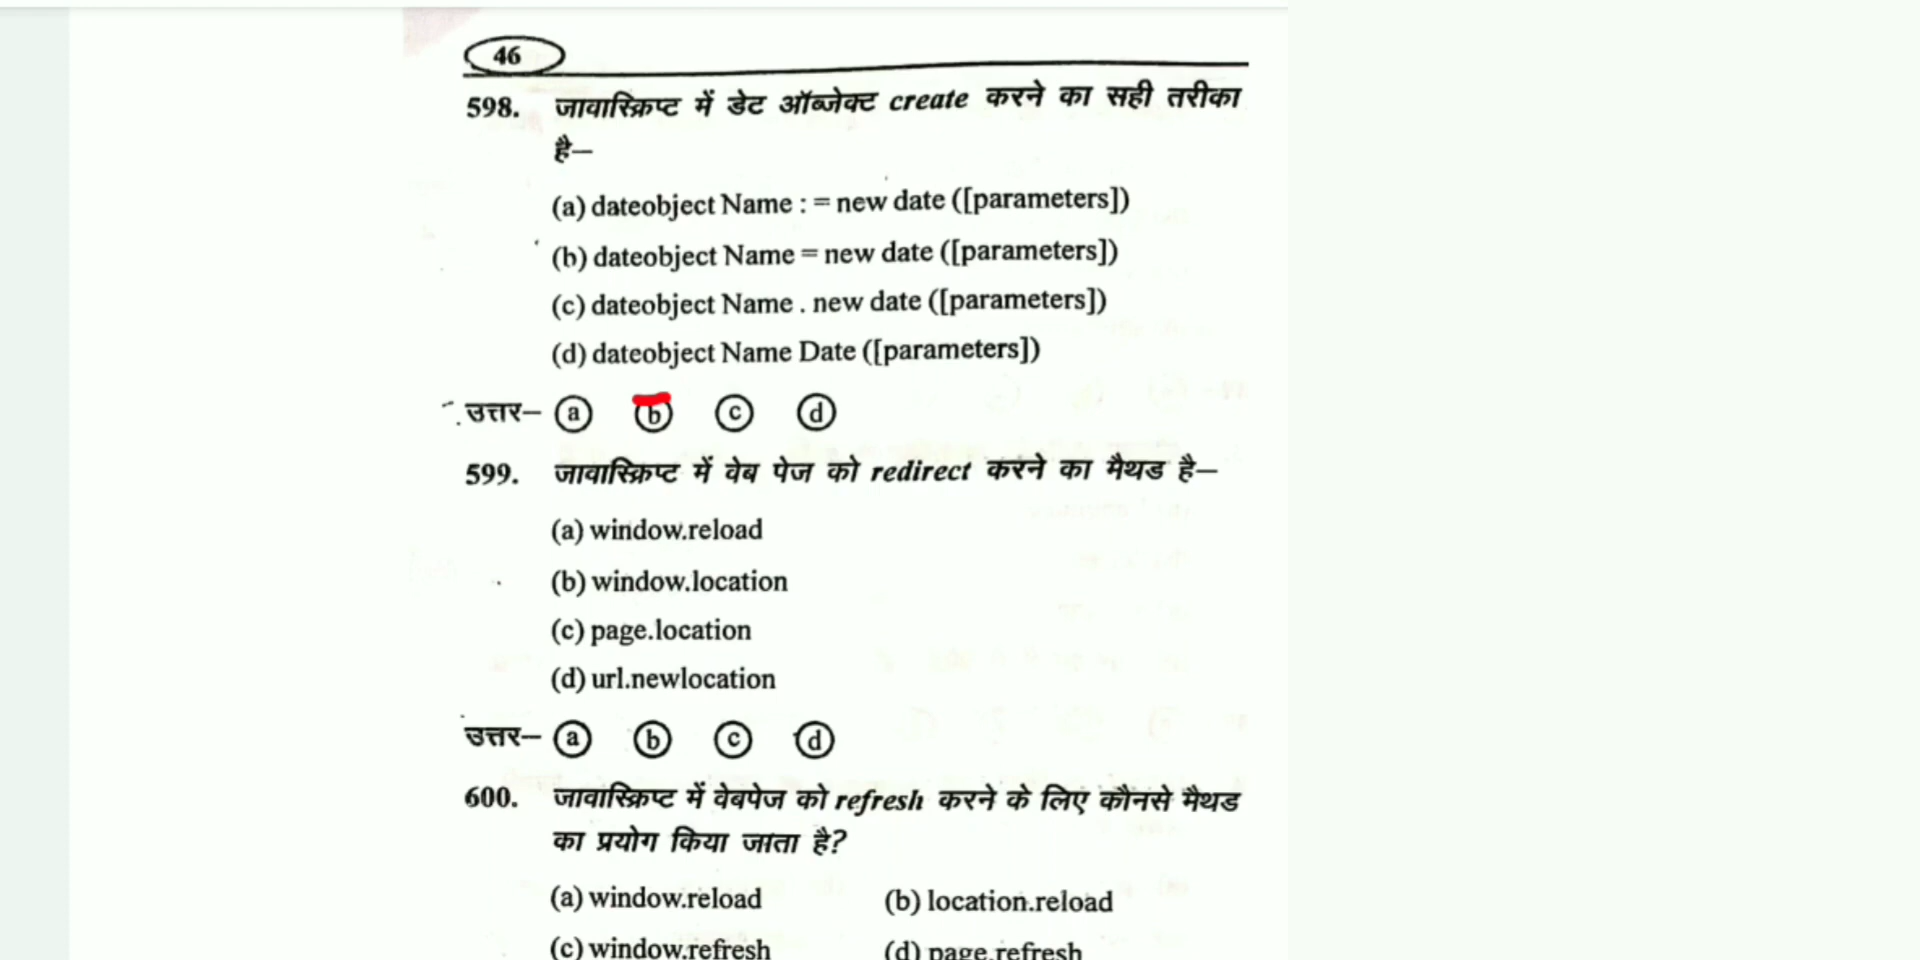 46
598. जावास्क्रिप्ट में डेट ऑब्जेक्ट create करने का सही तरीका
है–
(a) dateobject Name : = new date ([parameters])
(b) dateobject Name = new date ([parameters])
(c) dateobject Name . new date ([parameters])
(d) dateobject Name Date ([parameters])
उत्तर– a b c d
599. जावास्क्रिप्ट में वेब पेज को redirect करने का मैथड है–
(a) window.reload
(b) window.location
(c) page.location
(d) url.newlocation
उत्तर– a b c d
600. जावास्क्रिप्ट में वेबपेज को refresh करने के लिए कौनसे मैथड
का प्रयोग किया जाता है?
(a) window.reload (b) location.reload
(c) window.refresh (d) page.refresh